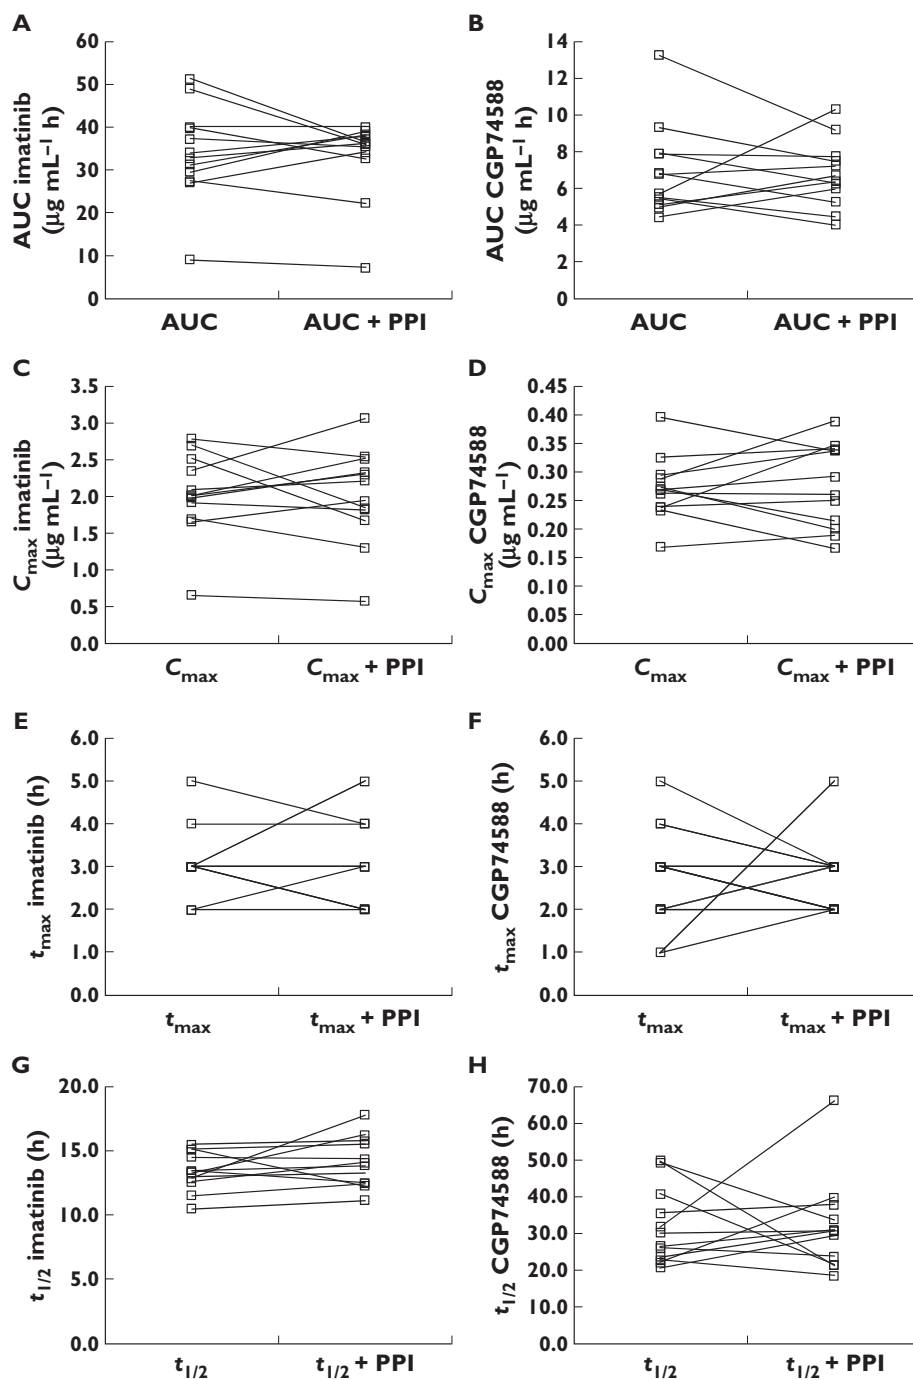 A
AUC imatinib
(µg mL⁻¹ h)
60
50
40
30
20
10
0
AUC
AUC + PPI
B
AUC CGP74588
(µg mL⁻¹ h)
14
12
10
8
6
4
2
0
AUC
AUC + PPI
C
Cmax imatinib
(µg mL⁻¹)
3.5
3.0
2.5
2.0
1.5
1.0
0.5
0.0
Cmax
Cmax + PPI
D
Cmax CGP74588
(µg mL⁻¹)
0.45
0.40
0.35
0.30
0.25
0.20
0.15
0.10
0.05
0.00
Cmax
Cmax + PPI
E
tmax imatinib (h)
6.0
5.0
4.0
3.0
2.0
1.0
0.0
tmax
tmax + PPI
F
tmax CGP74588 (h)
6.0
5.0
4.0
3.0
2.0
1.0
0.0
tmax
tmax + PPI
G
t1/2 imatinib (h)
20.0
15.0
10.0
5.0
0.0
t1/2
t1/2 + PPI
H
t1/2 CGP74588 (h)
70.0
60.0
50.0
40.0
30.0
20.0
10.0
0.0
t1/2
t1/2 + PPI